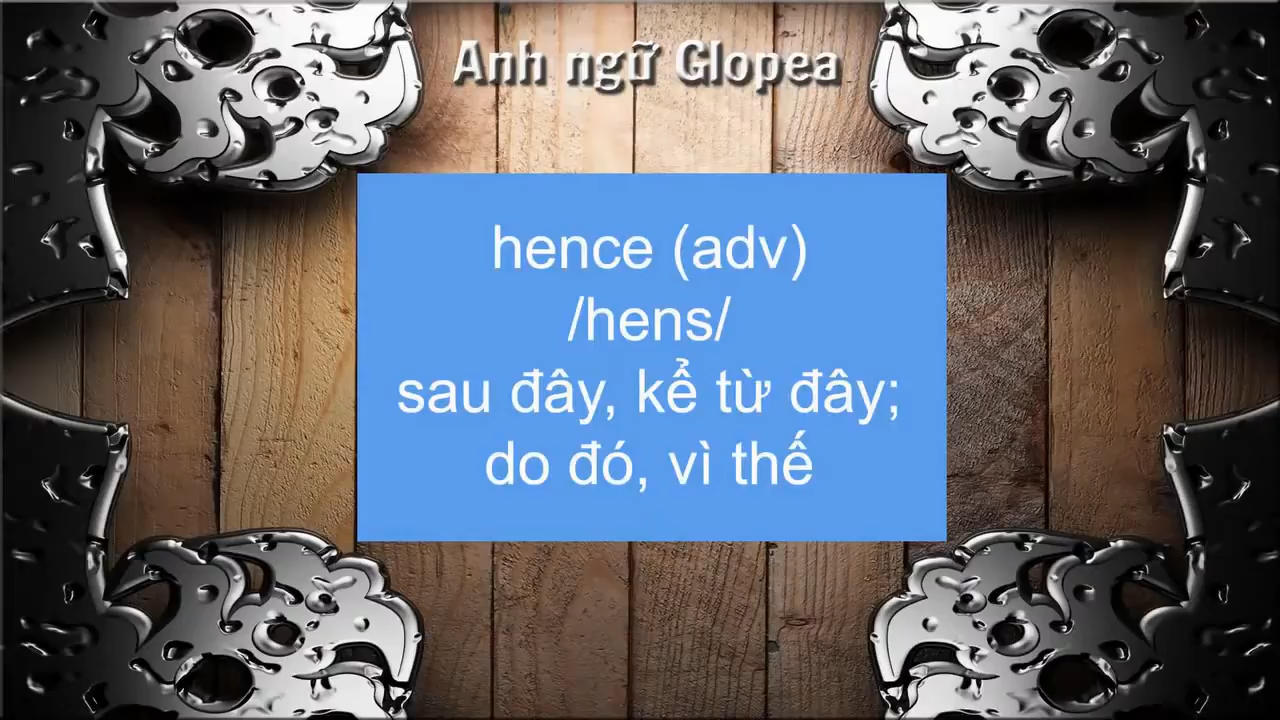 Anh ngữ Glopea
hence (adv)
/hens/
sau đây, kể từ đây;
do đó, vì thế